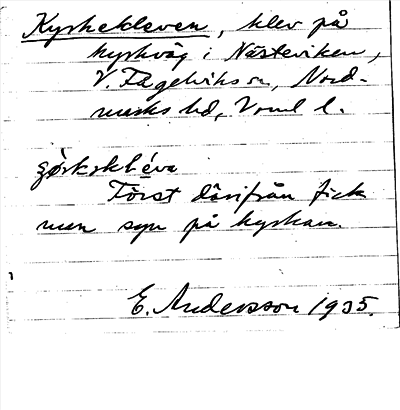 Kyrkekleven, klev på
kyrkväg i Näsleviken,
V. Fågelviks sn, Nord-
marks hd, Vrml l.
Först därifrån fick
man syn på kyrkan.
E. Andersson 1935.